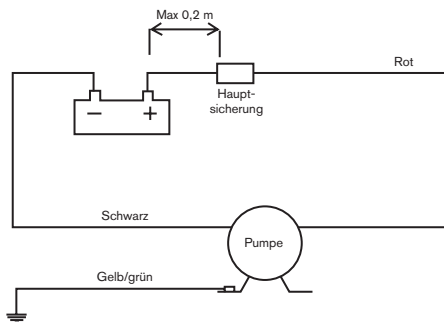 Max 0,2 m
Rot
Haupt-
sicherung
Schwarz
Pumpe
Gelb/grün